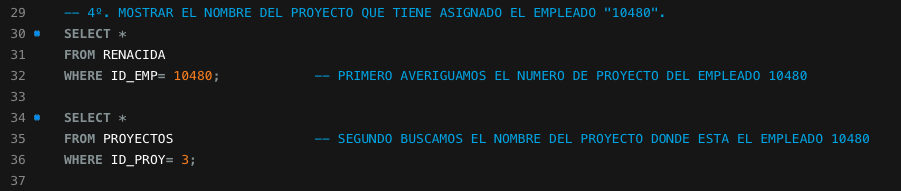 29 -- 4º. MOSTRAR EL NOMBRE DEL PROYECTO QUE TIENE ASIGNADO EL EMPLEADO "10480".
30 SELECT *
31 FROM RENACIDA
32 WHERE ID_EMP= 10480; -- PRIMERO AVERIGUAMOS EL NUMERO DE PROYECTO DEL EMPLEADO 10480
33
34 SELECT *
35 FROM PROYECTOS -- SEGUNDO BUSCAMOS EL NOMBRE DEL PROYECTO DONDE ESTA EL EMPLEADO 10480
36 WHERE ID_PROY= 3;
37